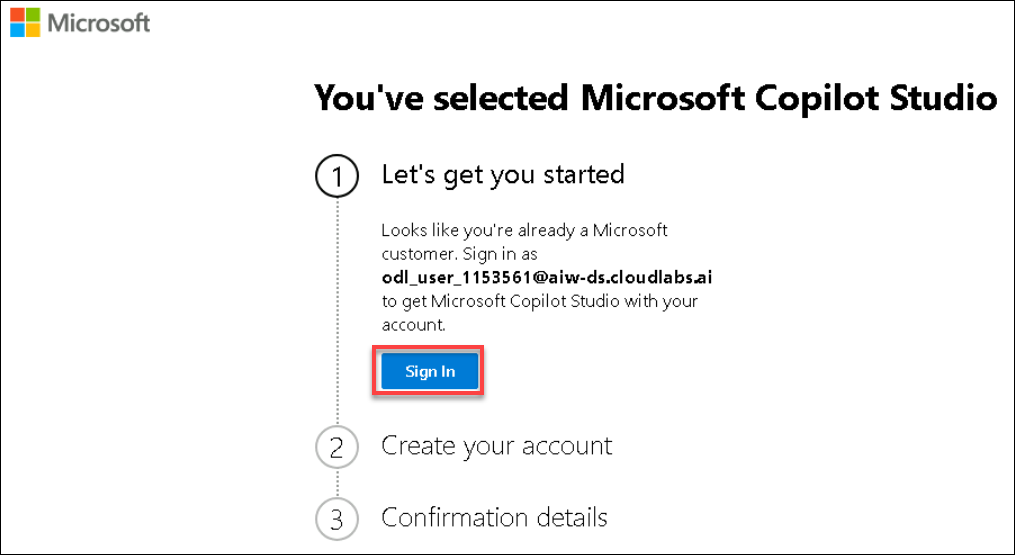 Microsoft
You've selected Microsoft Copilot Studio
1
Let's get you started
Looks like you're already a Microsoft
customer. Sign in as
odl_user_1153561@aiw-ds.cloudlabs.ai
to get Microsoft Copilot Studio with your
account.
Sign In
2
Create your account
3
Confirmation details